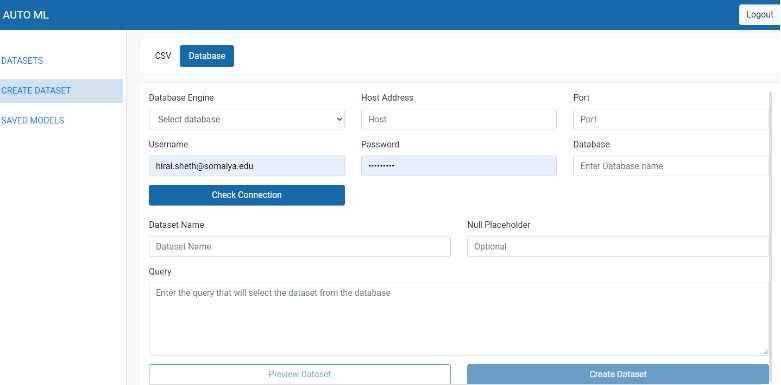 AUTO ML
Logout
DATASETS
CREATE DATASET
SAVED MODELS
CSV Database
Database Engine Host Address Port
Select database Host Port
Username Password Database
hiral.sheth@somaiya.edu ••••••••• Enter Database name
Check Connection
Dataset Name Null Placeholder
Dataset Name Optional
Query
Enter the query that will select the dataset from the database
Preview Dataset Create Dataset